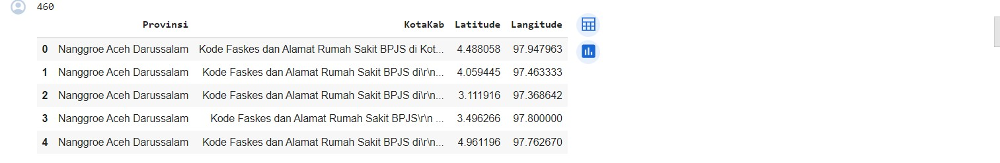 460
Provinsi KotaKab Latitude Langitude
0 Nanggroe Aceh Darussalam Kode Faskes dan Alamat Rumah Sakit BPJS di Kot... 4.488058 97.947963
1 Nanggroe Aceh Darussalam Kode Faskes dan Alamat Rumah Sakit BPJS di\r\n... 4.059445 97.463333
2 Nanggroe Aceh Darussalam Kode Faskes dan Alamat Rumah Sakit BPJS di\r\n... 3.111916 97.368642
3 Nanggroe Aceh Darussalam Kode Faskes dan Alamat Rumah Sakit BPJS\r\n ... 3.496266 97.800000
4 Nanggroe Aceh Darussalam Kode Faskes dan Alamat Rumah Sakit BPJS di\r\n... 4.961196 97.762670